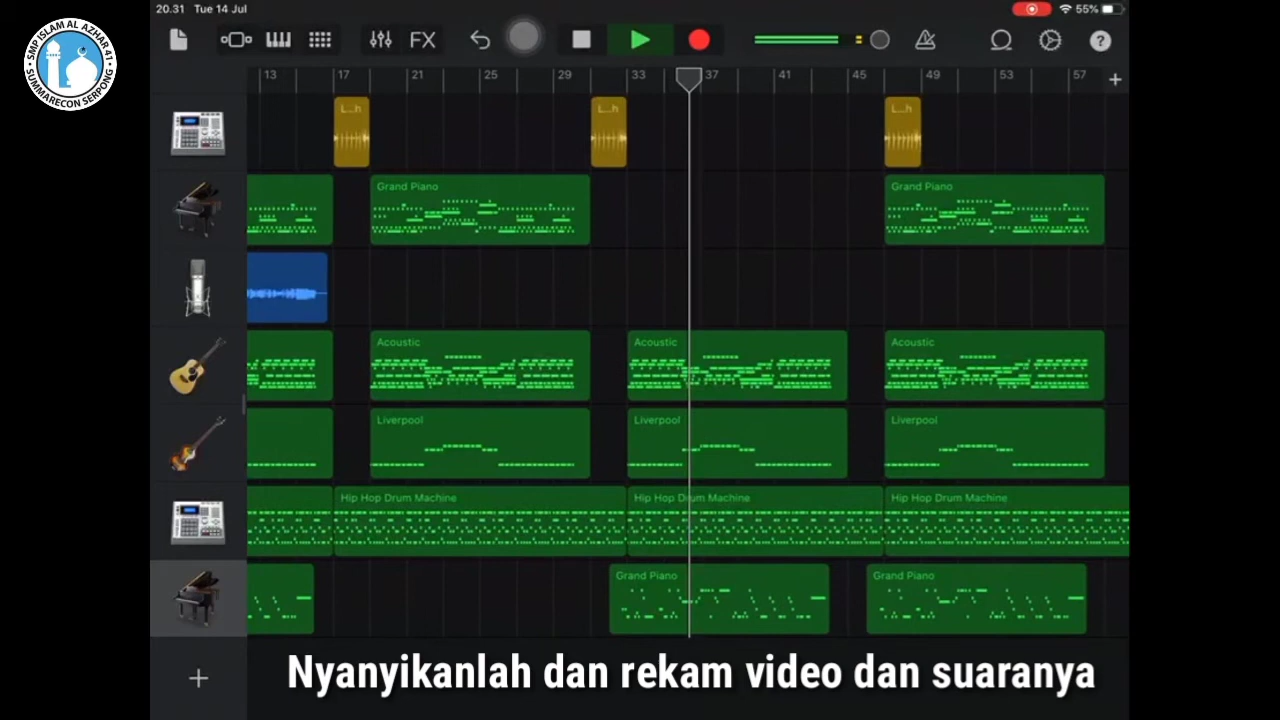 20.31 Tue 14 Jul
55%
SMP ISLAM AL AZHAR 41
SUMMARECON SERPONG
FX
?
13 17 21 25 29 33 37 41 45 49 53 57 +
L...h L...h L...h
Grand Piano Grand Piano
Acoustic Acoustic Acoustic
Liverpool Liverpool Liverpool
Hip Hop Drum Machine Hip Hop Drum Machine Hip Hop Drum Machine
Grand Piano Grand Piano
+
Nyanyikanlah dan rekam video dan suaranya